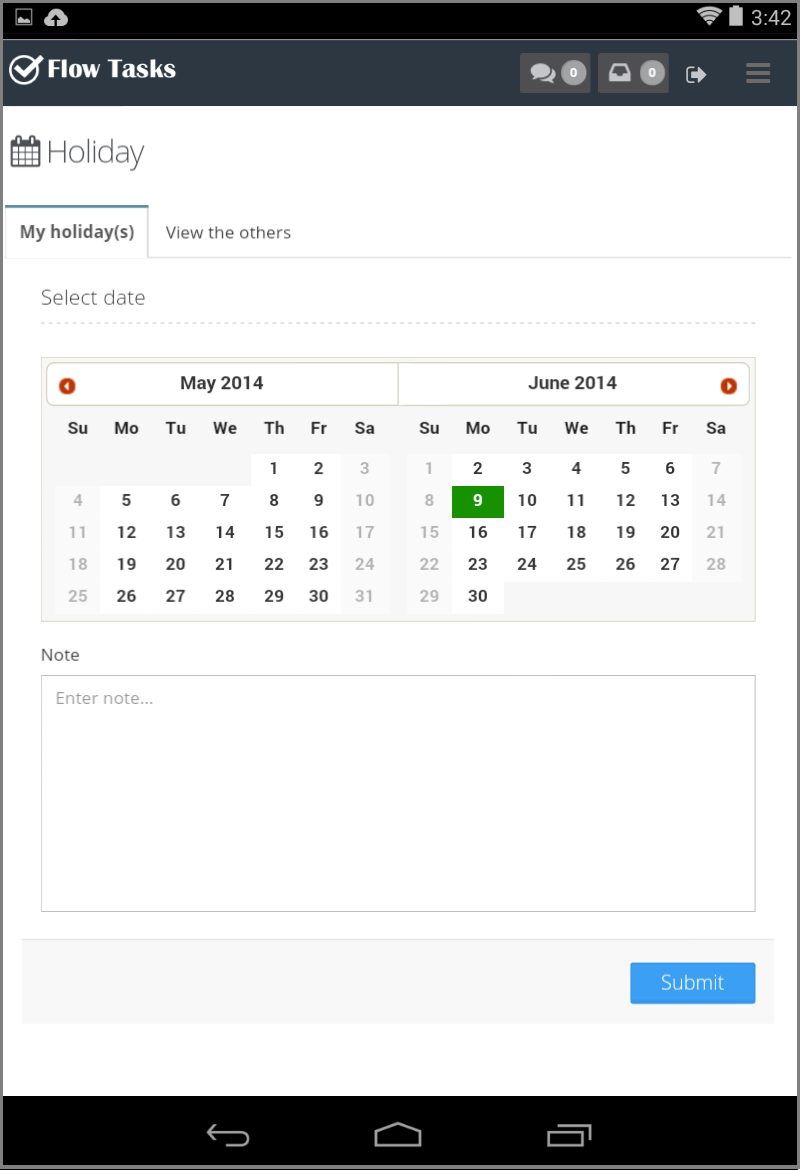 3:42
Flow Tasks
0 0
Holiday
My holiday(s) View the others
Select date
May 2014 June 2014
Su Mo Tu We Th Fr Sa Su Mo Tu We Th Fr Sa
1 2 3 1 2 3 4 5 6 7
4 5 6 7 8 9 10 8 9 10 11 12 13 14
11 12 13 14 15 16 17 15 16 17 18 19 20 21
18 19 20 21 22 23 24 22 23 24 25 26 27 28
25 26 27 28 29 30 31 29 30
Note
Enter note...
Submit